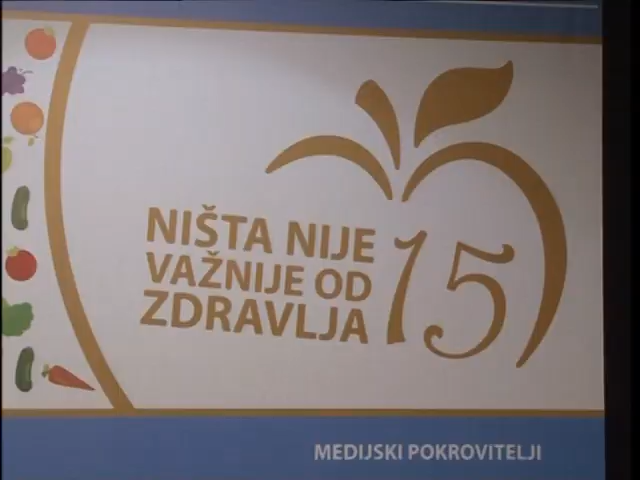 NIŠTA NIJE
VAŽNIJE OD
ZDRAVLJA
15
MEDIJSKI POKROVITELJI